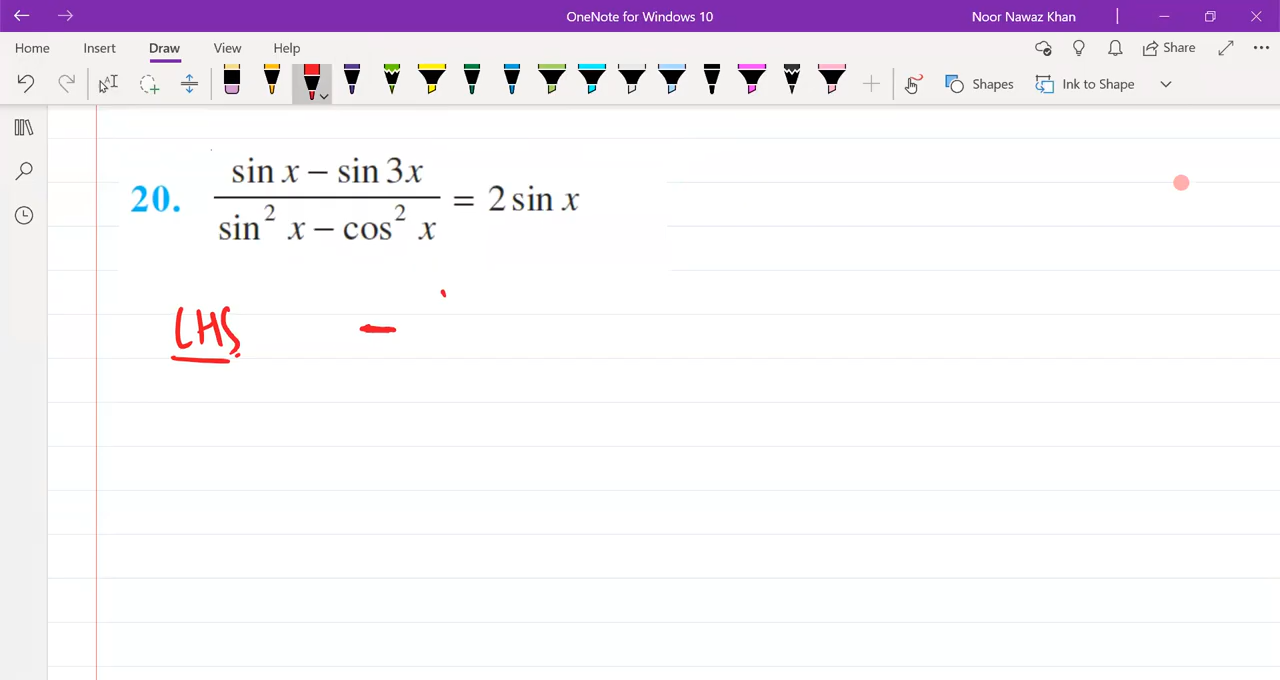 OneNote for Windows 10
Noor Nawaz Khan
Home Insert Draw View Help
Share
Shapes Ink to Shape
20. (sin x − sin 3x)/(sin² x − cos² x) = 2 sin x
LHS